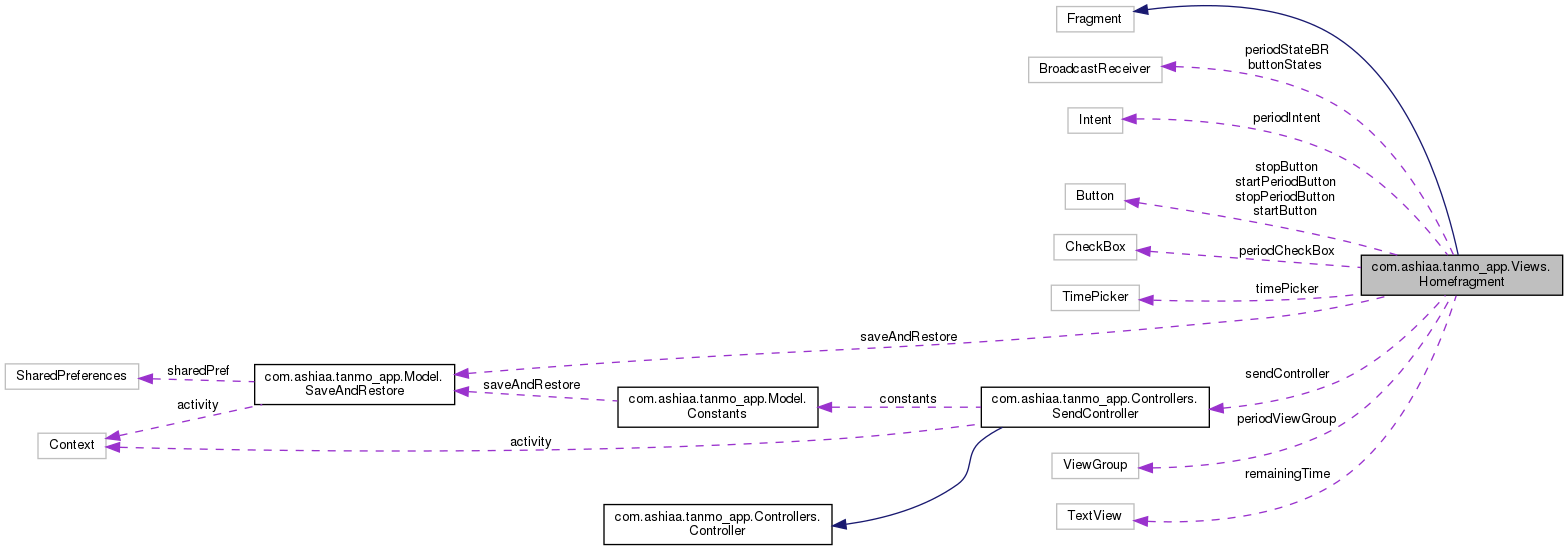 Fragment
periodStateBR
buttonStates
BroadcastReceiver
periodIntent
Intent
stopButton
startPeriodButton
stopPeriodButton
startButton
Button
periodCheckBox
CheckBox
com.ashiaa.tanmo_app.Views.
Homefragment
timePicker
TimePicker
saveAndRestore
SharedPreferences
sharedPref
com.ashiaa.tanmo_app.Model.
SaveAndRestore
saveAndRestore
com.ashiaa.tanmo_app.Model.
Constants
constants
com.ashiaa.tanmo_app.Controllers.
SendController
sendController
activity
Context
activity
periodViewGroup
ViewGroup
remainingTime
TextView
com.ashiaa.tanmo_app.Controllers.
Controller